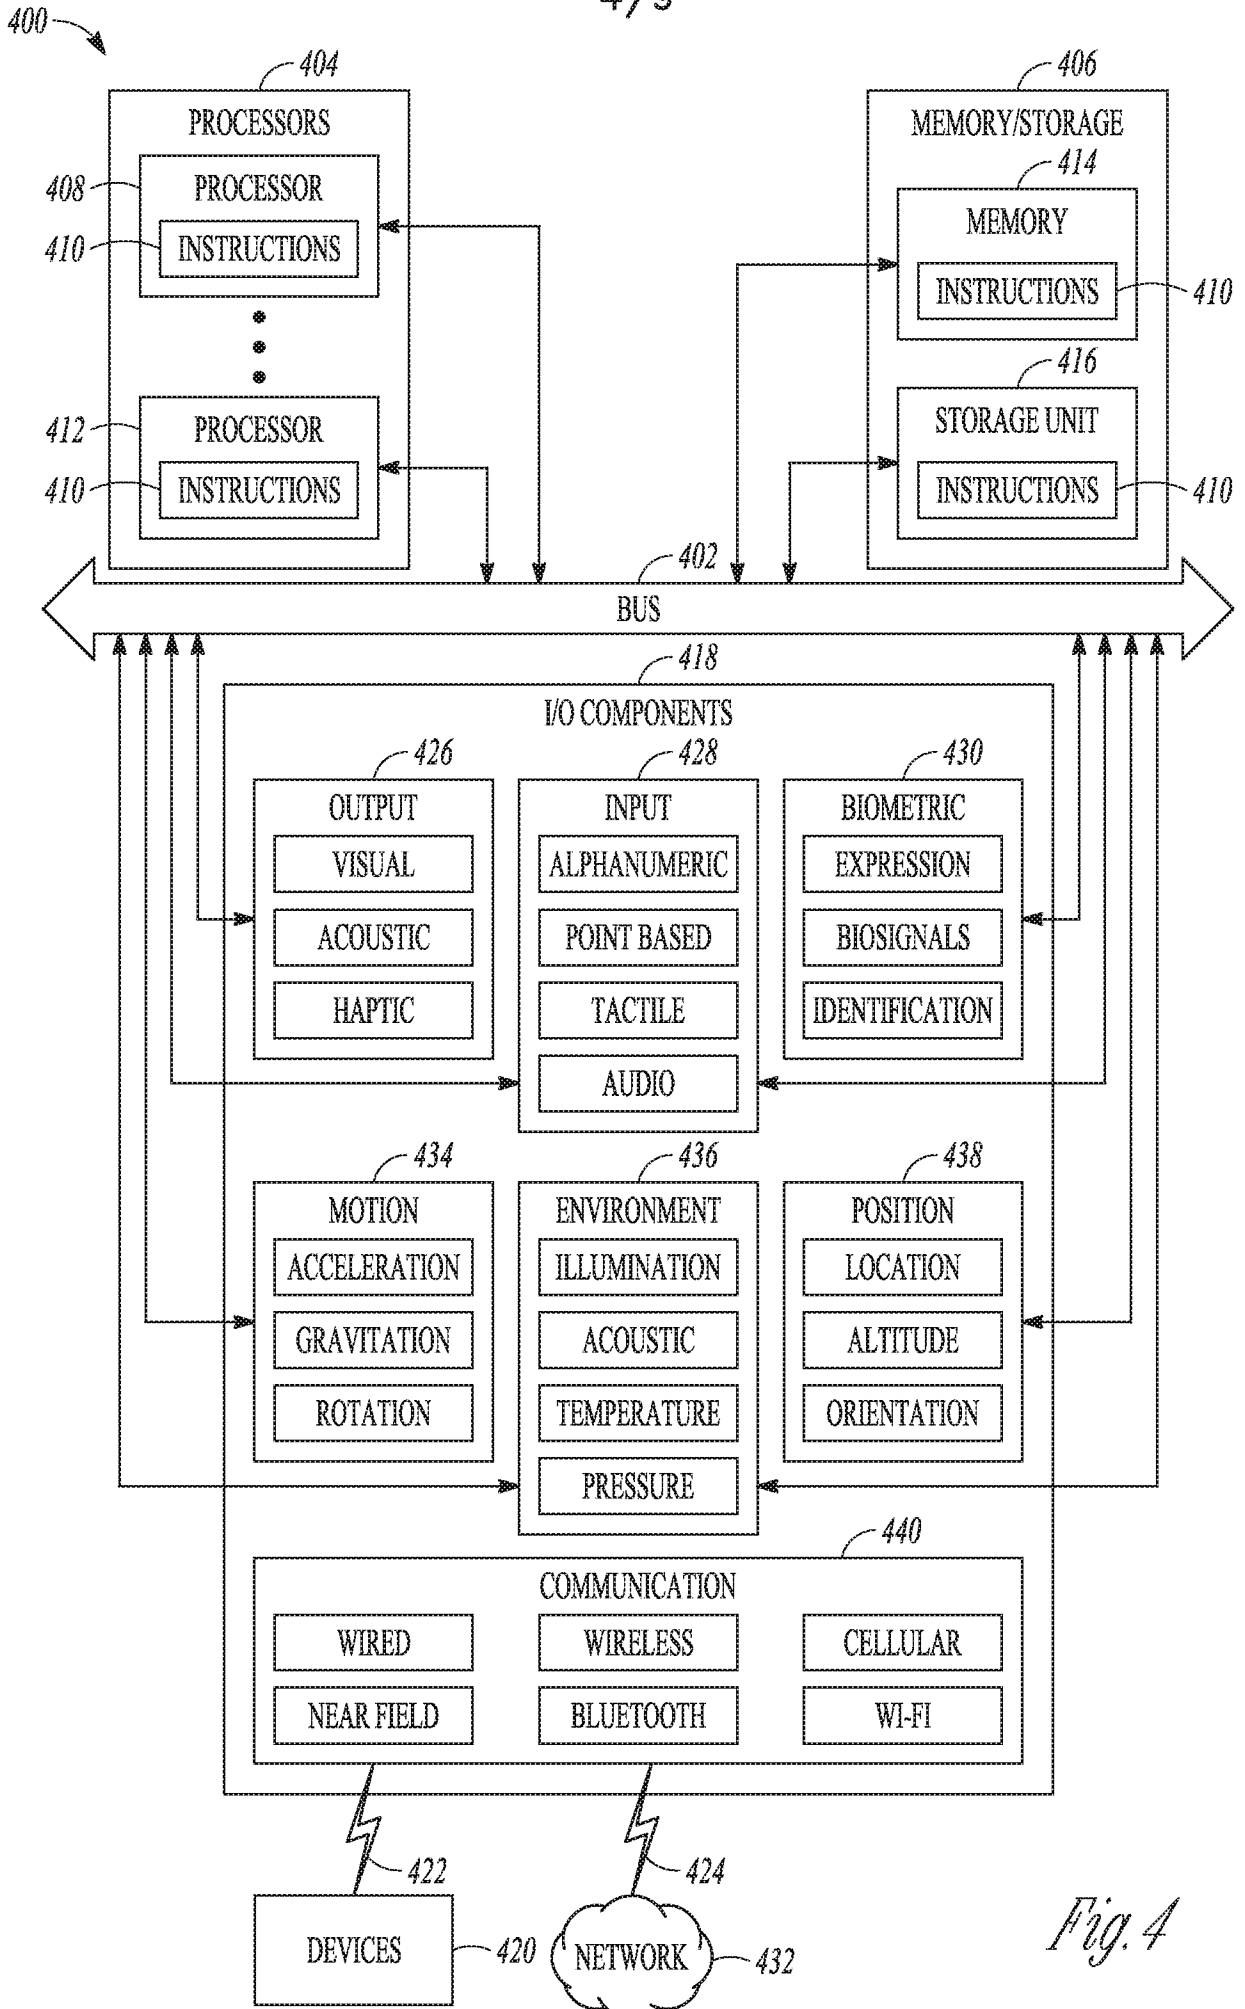 400
404
PROCESSORS
408
PROCESSOR
410
INSTRUCTIONS
412
PROCESSOR
410
INSTRUCTIONS
406
MEMORY/STORAGE
414
MEMORY
INSTRUCTIONS
410
416
STORAGE UNIT
INSTRUCTIONS
410
402
BUS
418
I/O COMPONENTS
426
OUTPUT
VISUAL
ACOUSTIC
HAPTIC
428
INPUT
ALPHANUMERIC
POINT BASED
TACTILE
AUDIO
430
BIOMETRIC
EXPRESSION
BIOSIGNALS
IDENTIFICATION
434
MOTION
ACCELERATION
GRAVITATION
ROTATION
436
ENVIRONMENT
ILLUMINATION
ACOUSTIC
TEMPERATURE
PRESSURE
438
POSITION
LOCATION
ALTITUDE
ORIENTATION
440
COMMUNICATION
WIRED
WIRELESS
CELLULAR
NEAR FIELD
BLUETOOTH
WI-FI
422
424
DEVICES
420
NETWORK
432
Fig. 4